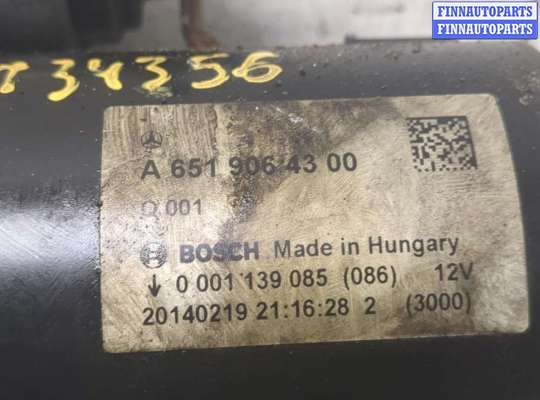 FINNAUTOPARTS
FINNAUTOPARTS
34356
A 651 906 43 00
Q 001
BOSCH Made in Hungary
0 001 139 085 (086) 12V
20140219 21:16:28 2 (3000)